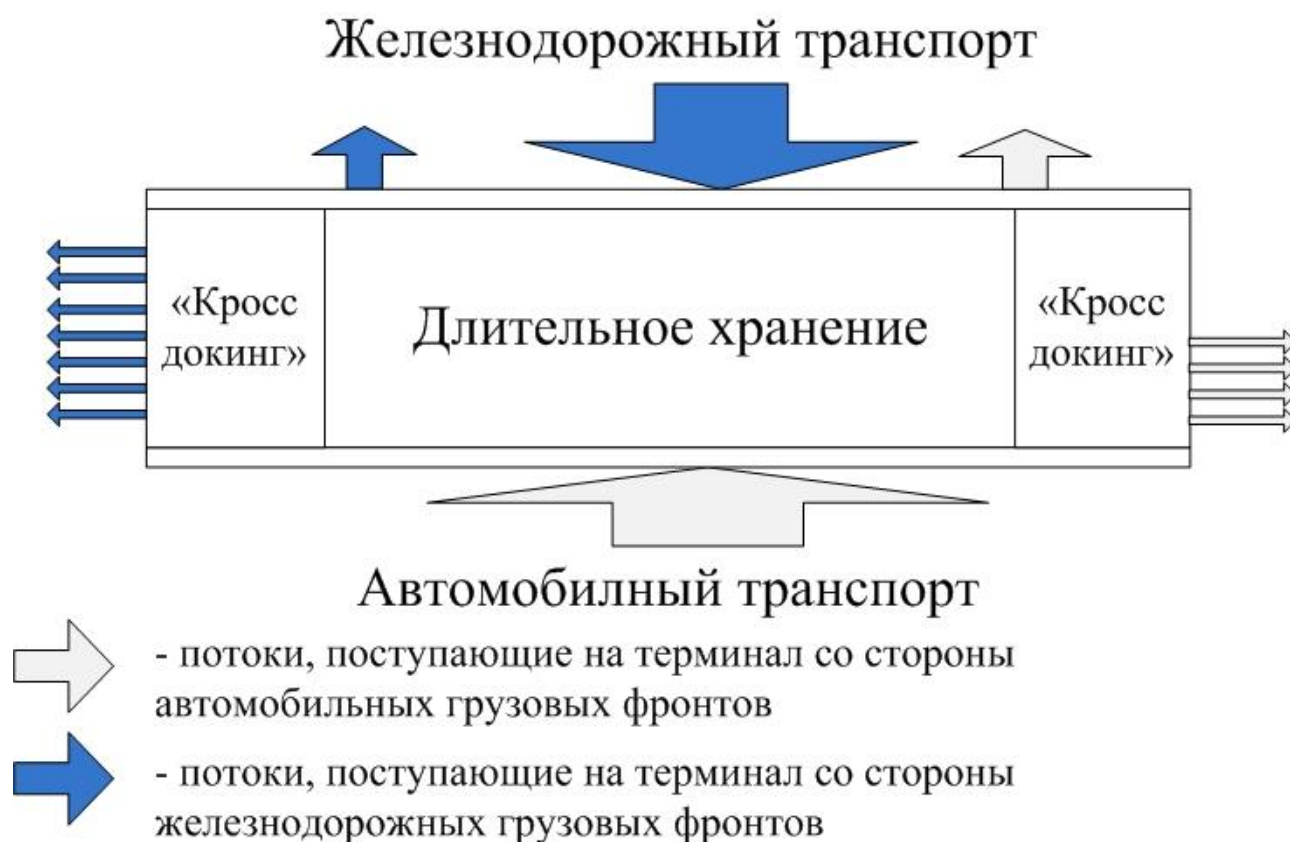 Железнодорожный транспорт
«Кросс
докинг»
Длительное хранение
«Кросс
докинг»
Автомобилный транспорт
- потоки, поступающие на терминал со стороны
автомобильных грузовых фронтов
- потоки, поступающие на терминал со стороны
железнодорожных грузовых фронтов